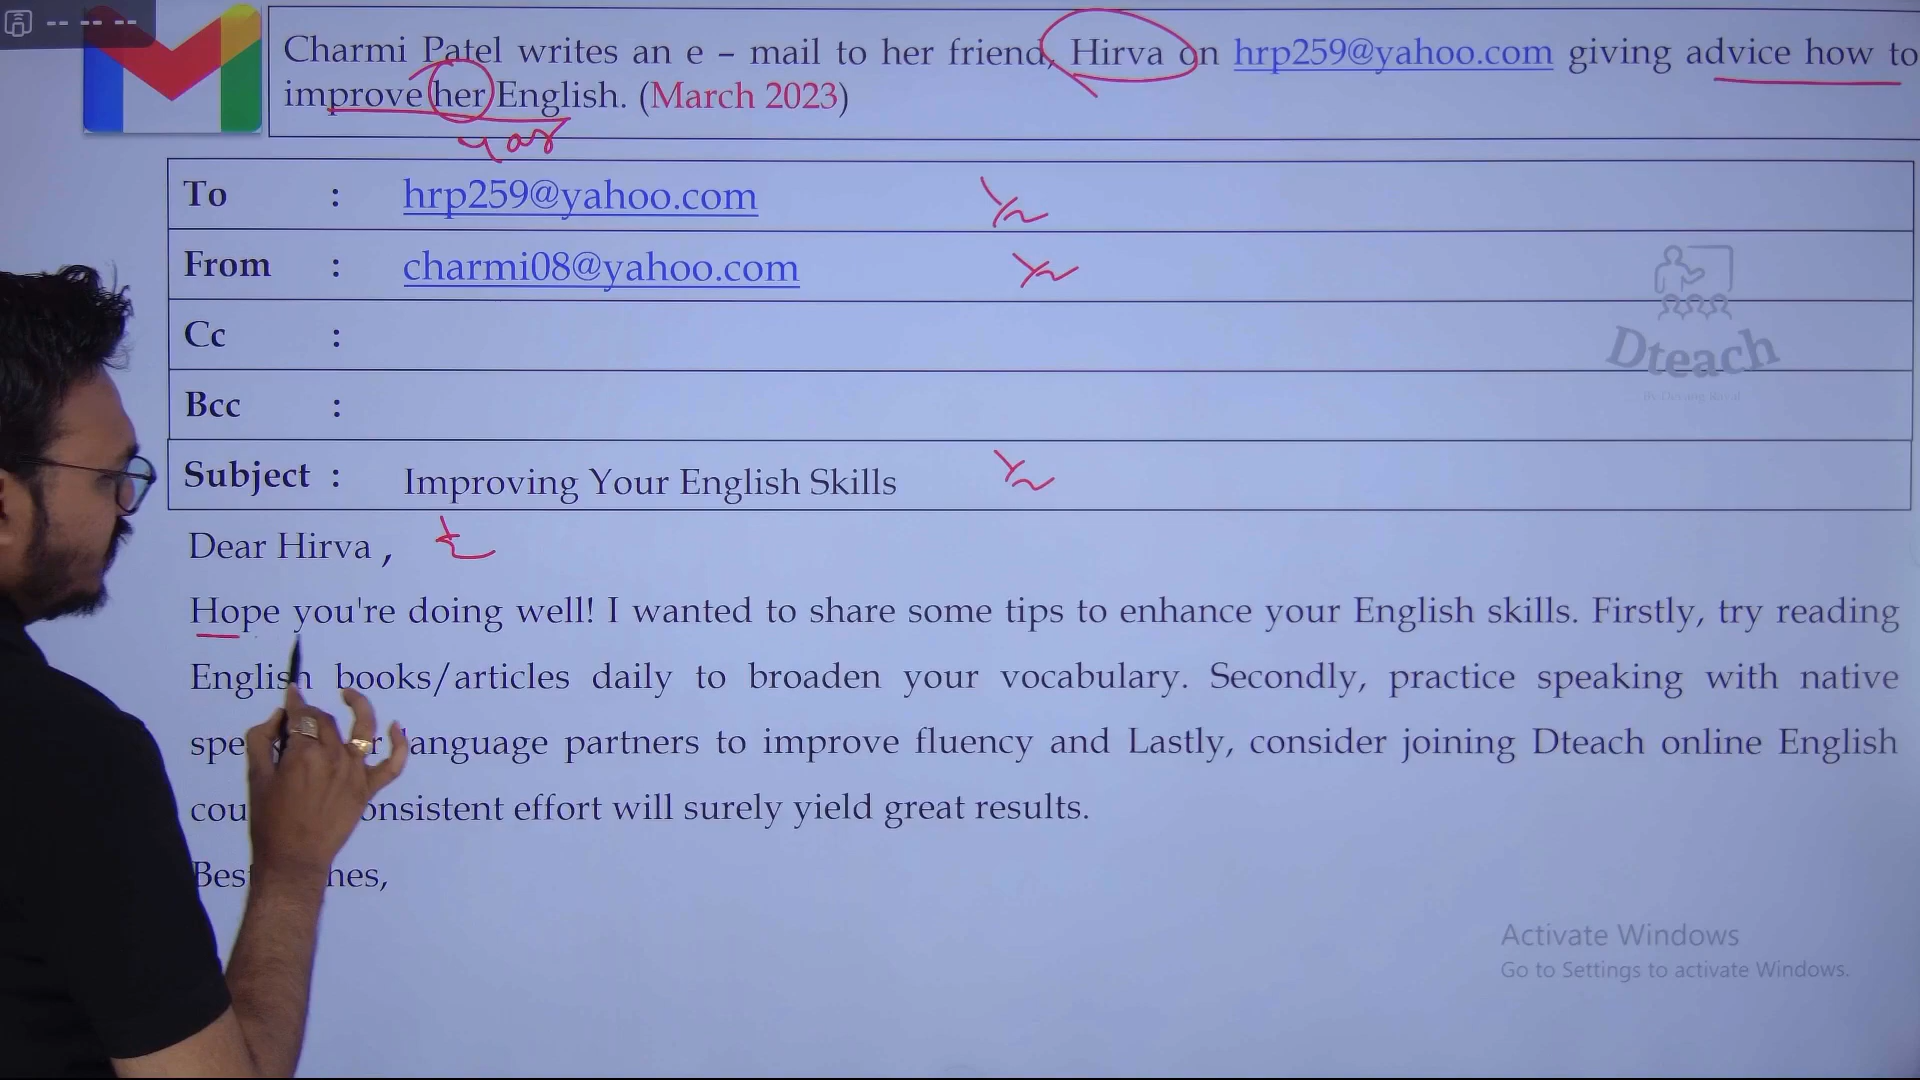 Charmi Patel writes an e – mail to her friend, Hirva on hrp259@yahoo.com giving advice how to
improve her English. (March 2023)
To : hrp259@yahoo.com
From : charmi08@yahoo.com
Cc :
Bcc :
Subject : Improving Your English Skills
Dteach
Dear Hirva ,
Hope you're doing well! I wanted to share some tips to enhance your English skills. Firstly, try reading
English books/articles daily to broaden your vocabulary. Secondly, practice speaking with native
language partners to improve fluency and Lastly, consider joining Dteach online English
effort will surely yield great results.
Activate Windows
Go to Settings to activate Windows.